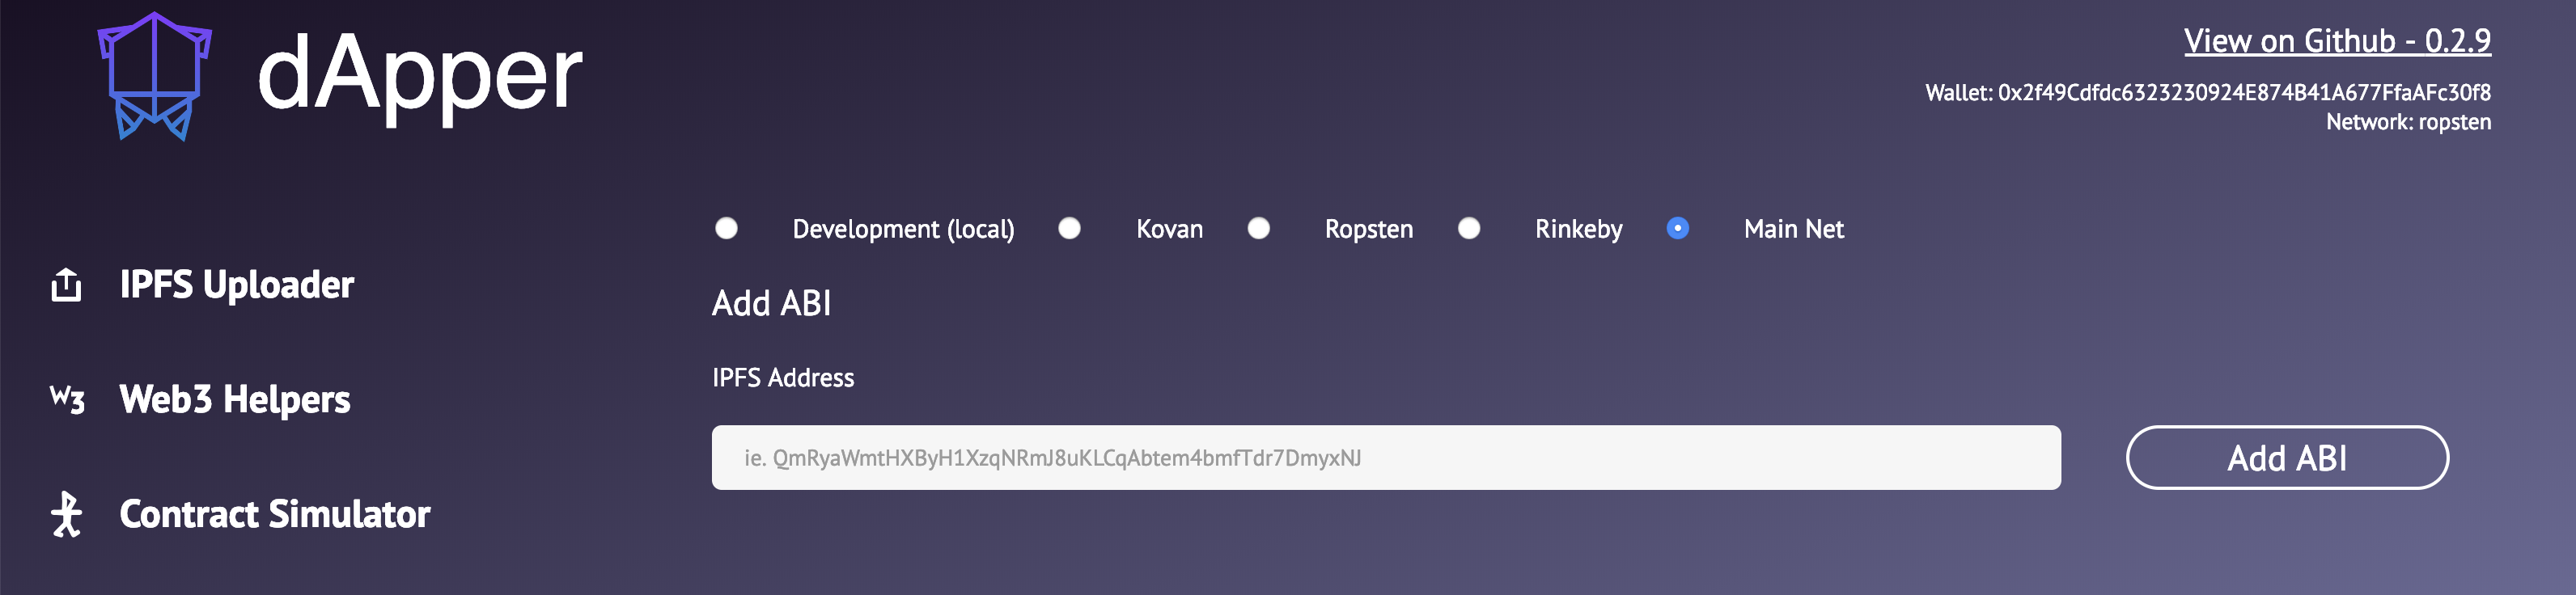 dApper
View on Github - 0.2.9
Wallet: 0x2f49Cdfdc6323230924E874B41A677FfaAFc30f8
Network: ropsten
Development (local) Kovan Ropsten Rinkeby Main Net
IPFS Uploader
Web3 Helpers
Contract Simulator
Add ABI
IPFS Address
ie. QmRyaWmtHXByH1XzqNRmJ8uKLCqAbtem4bmfTdr7DmyxNJ
Add ABI